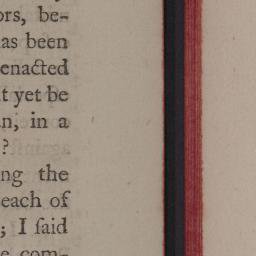 ors, be-
as been
enacted
t yet be
n, in a
?
ng the
each of
; I ſaid
e com-